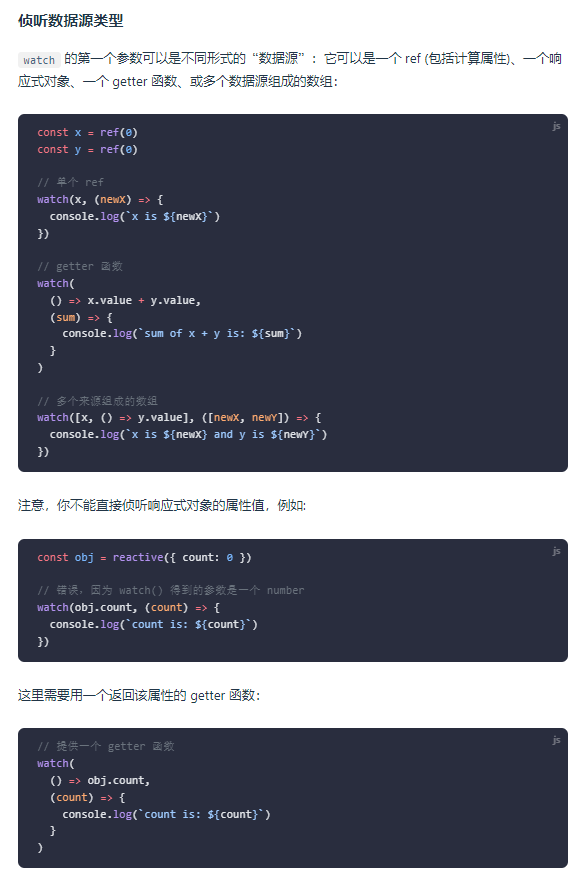 侦听数据源类型
watch 的第一个参数可以是不同形式的“数据源”：它可以是一个 ref (包括计算属性)、一个响
应式对象、一个 getter 函数、或多个数据源组成的数组：
js
const x = ref(0)
const y = ref(0)
// 单个 ref
watch(x, (newX) => {
  console.log(`x is ${newX}`)
})
// getter 函数
watch(
  () => x.value + y.value,
  (sum) => {
    console.log(`sum of x + y is: ${sum}`)
  }
)
// 多个来源组成的数组
watch([x, () => y.value], ([newX, newY]) => {
  console.log(`x is ${newX} and y is ${newY}`)
})
注意，你不能直接侦听响应式对象的属性值，例如:
js
const obj = reactive({ count: 0 })
// 错误，因为 watch() 得到的参数是一个 number
watch(obj.count, (count) => {
  console.log(`count is: ${count}`)
})
这里需要用一个返回该属性的 getter 函数：
js
// 提供一个 getter 函数
watch(
  () => obj.count,
  (count) => {
    console.log(`count is: ${count}`)
  }
)